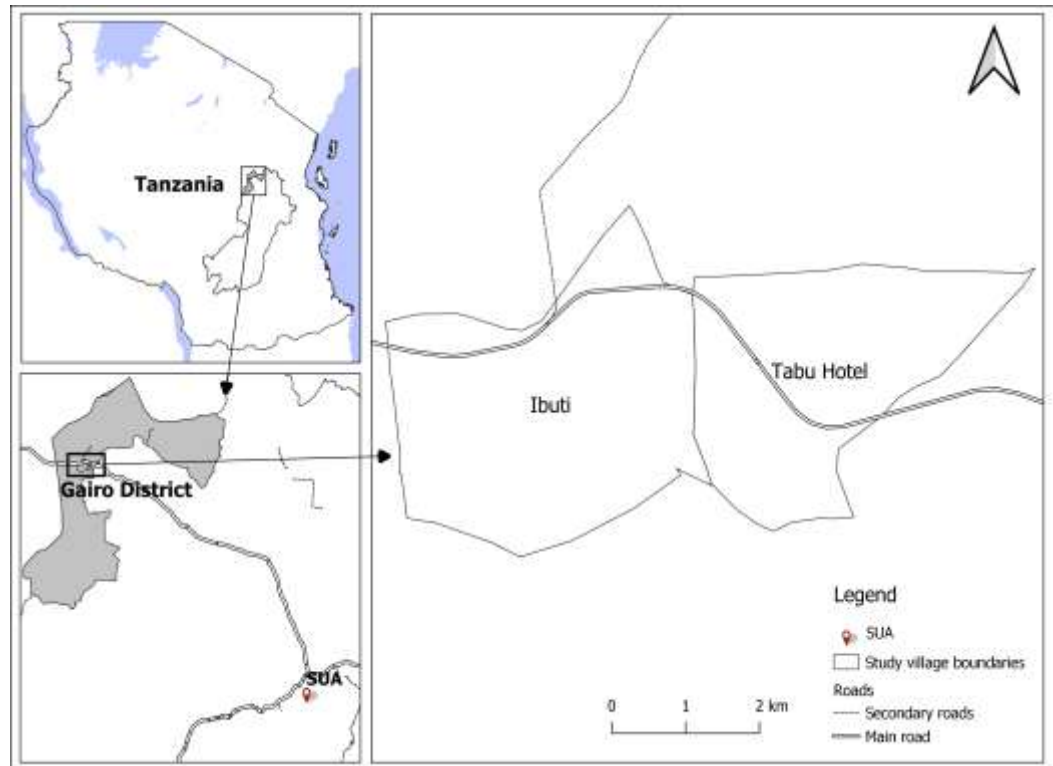 Tanzania
Gairo District
SUA
Ibuti
Tabu Hotel
Legend
SUA
Study village boundaries
Roads
Secondary roads
Main road
0 1 2 km